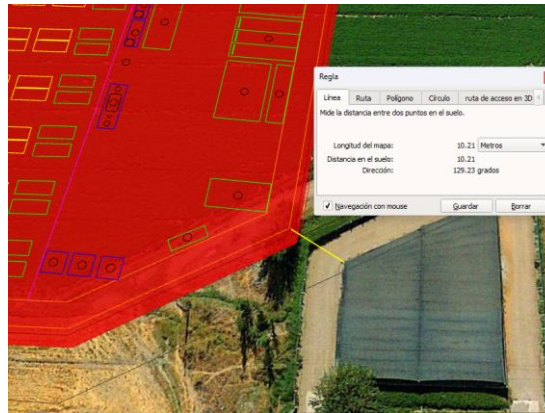 Regla
Línea Ruta Polígono Círculo ruta de acceso en 3D
Mide la distancia entre dos puntos en el suelo.
Longitud del mapa: 10.21 Metros
Distancia en el suelo: 10.21
Dirección: 129.23 grados
Navegación con mouse Guardar Borrar